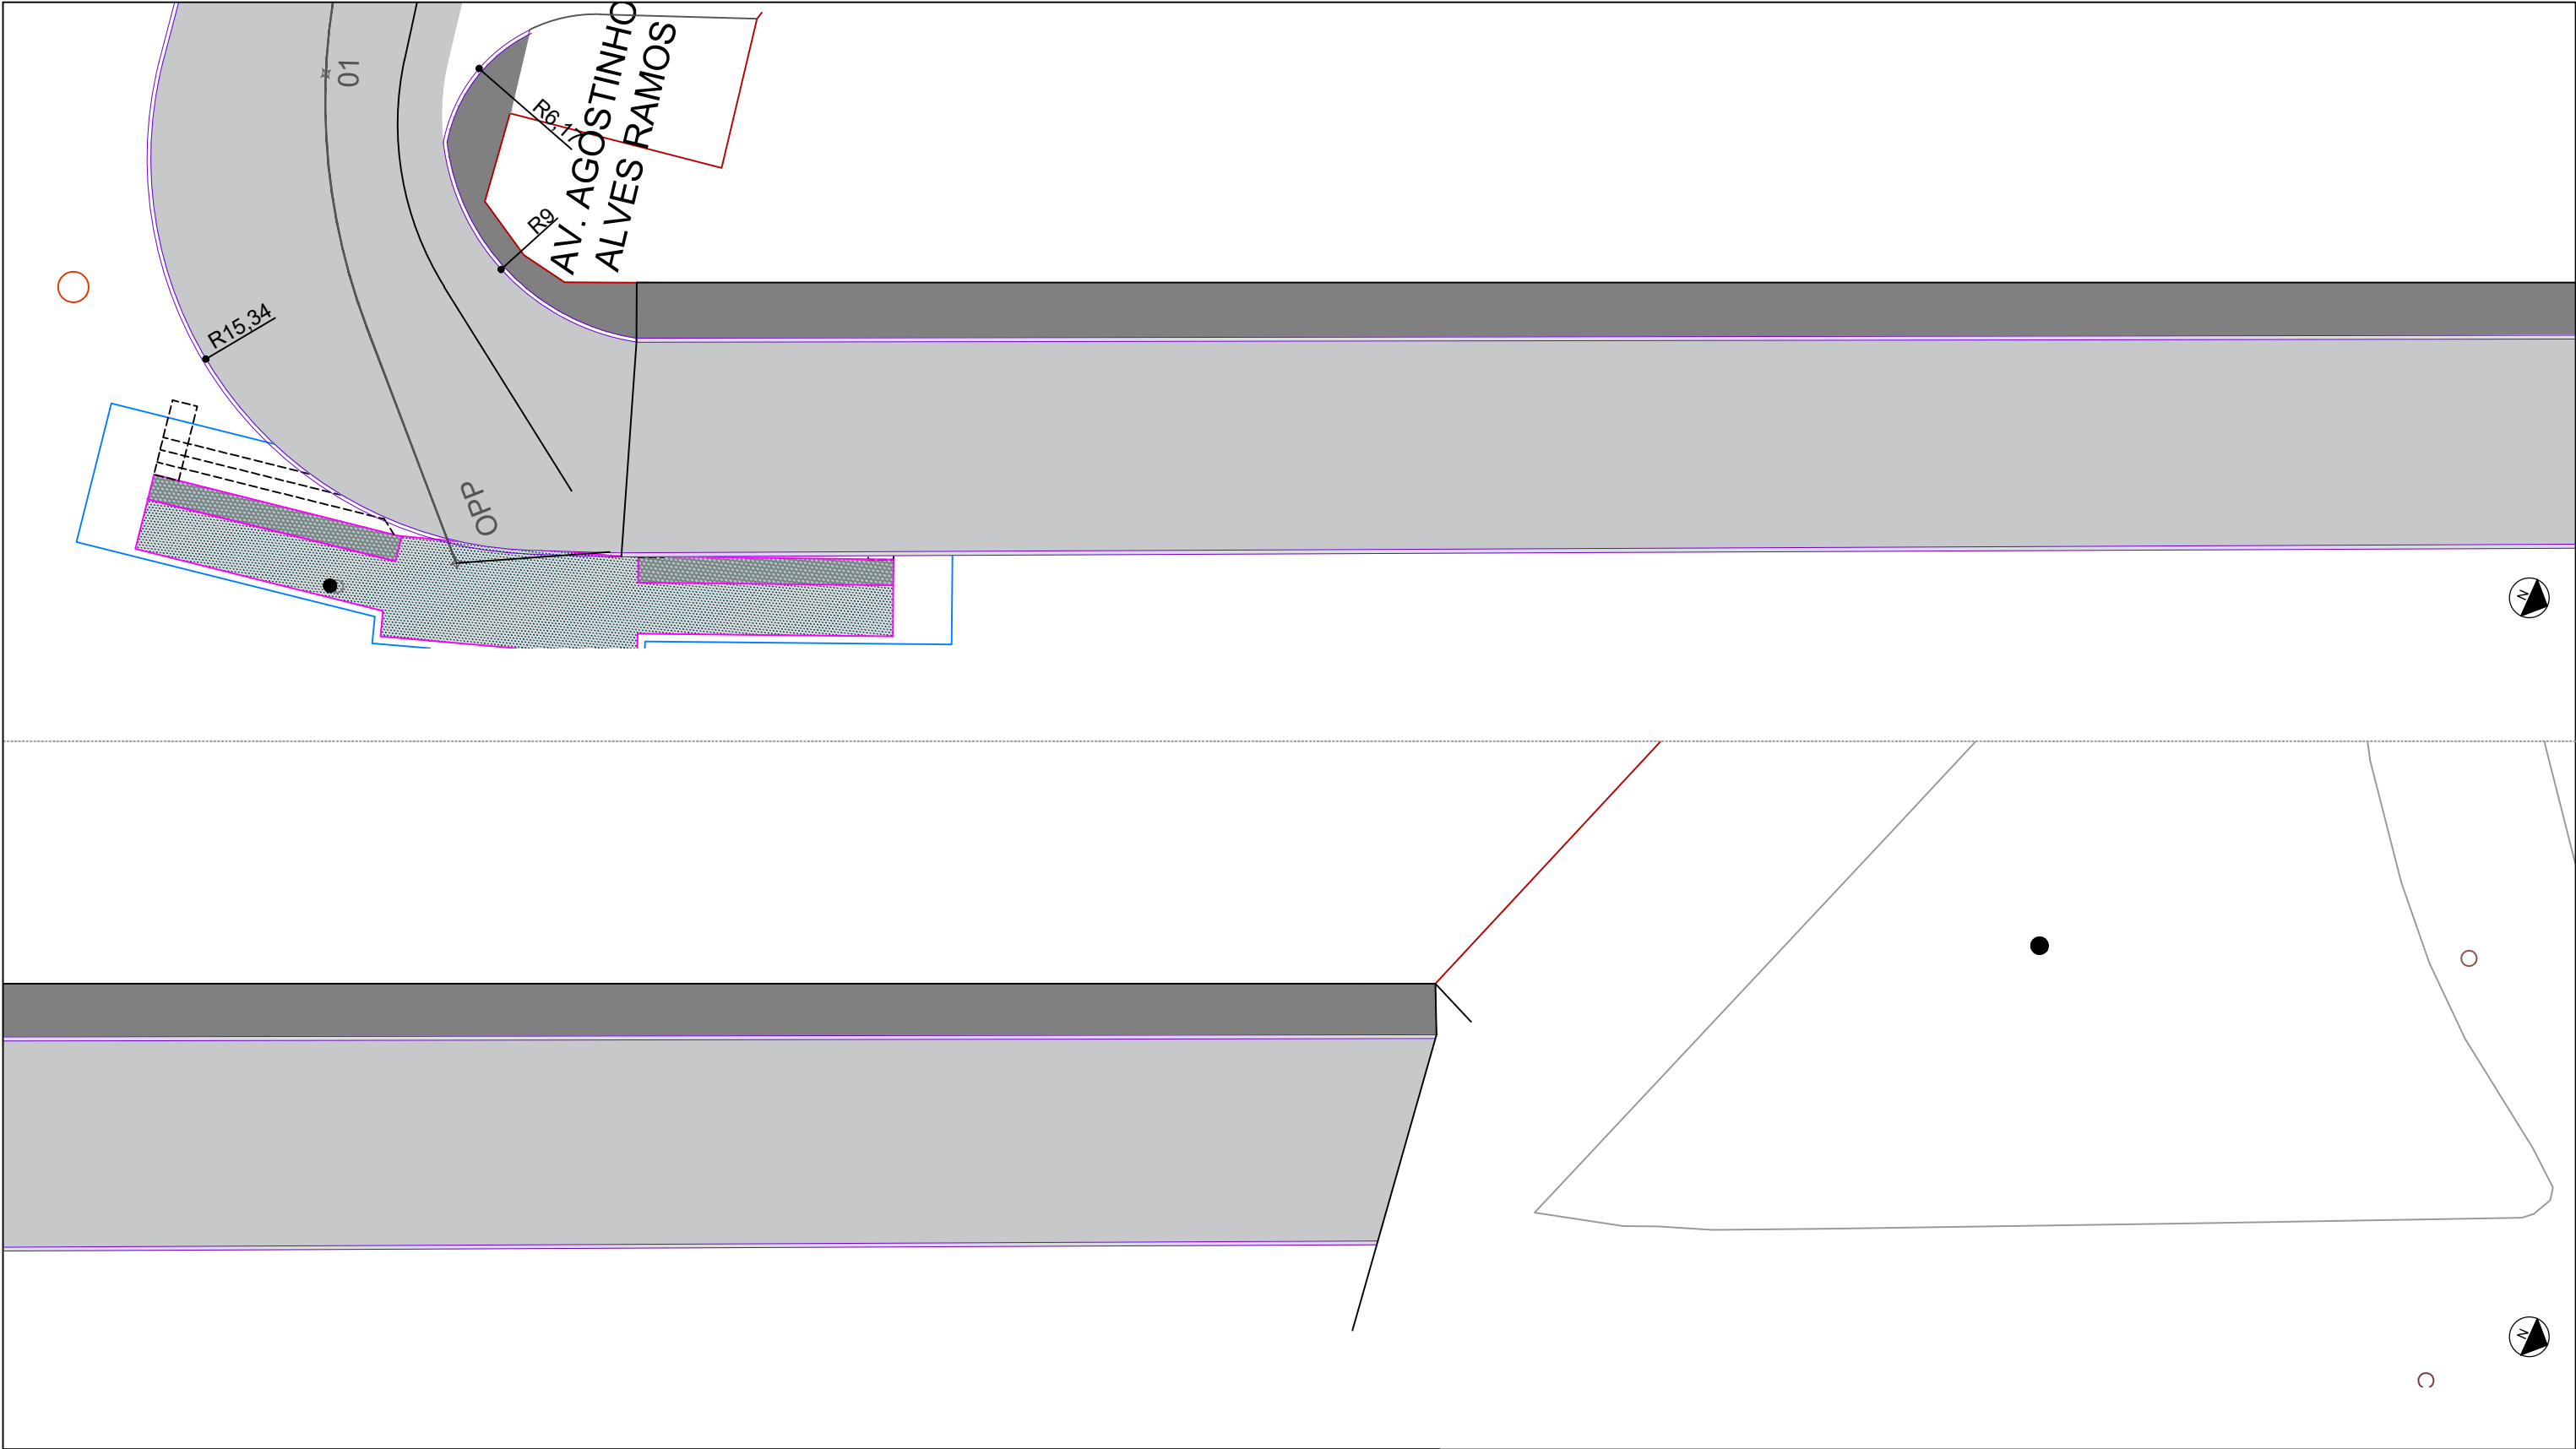 01
R6,17
AV. AGOSTINHO
ALVES RAMOS
R9
R15,34
OPP
N
N